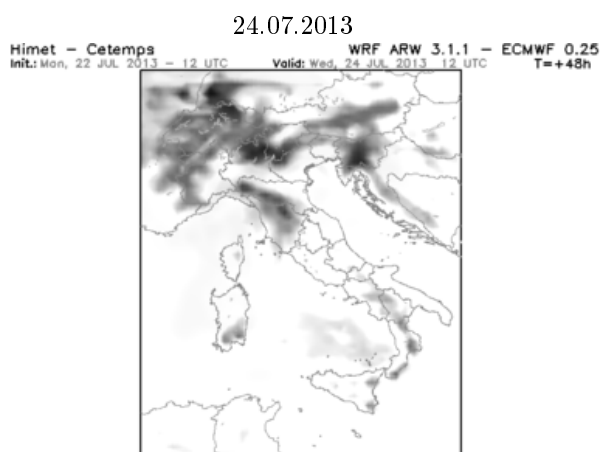 24.07.2013
Himet – Cetemps WRF ARW 3.1.1 – ECMWF 0.25
Init.: Mon, 22 JUL 2013 – 12 UTC Valid: Wed, 24 JUL 2013 12 UTC T=+48h